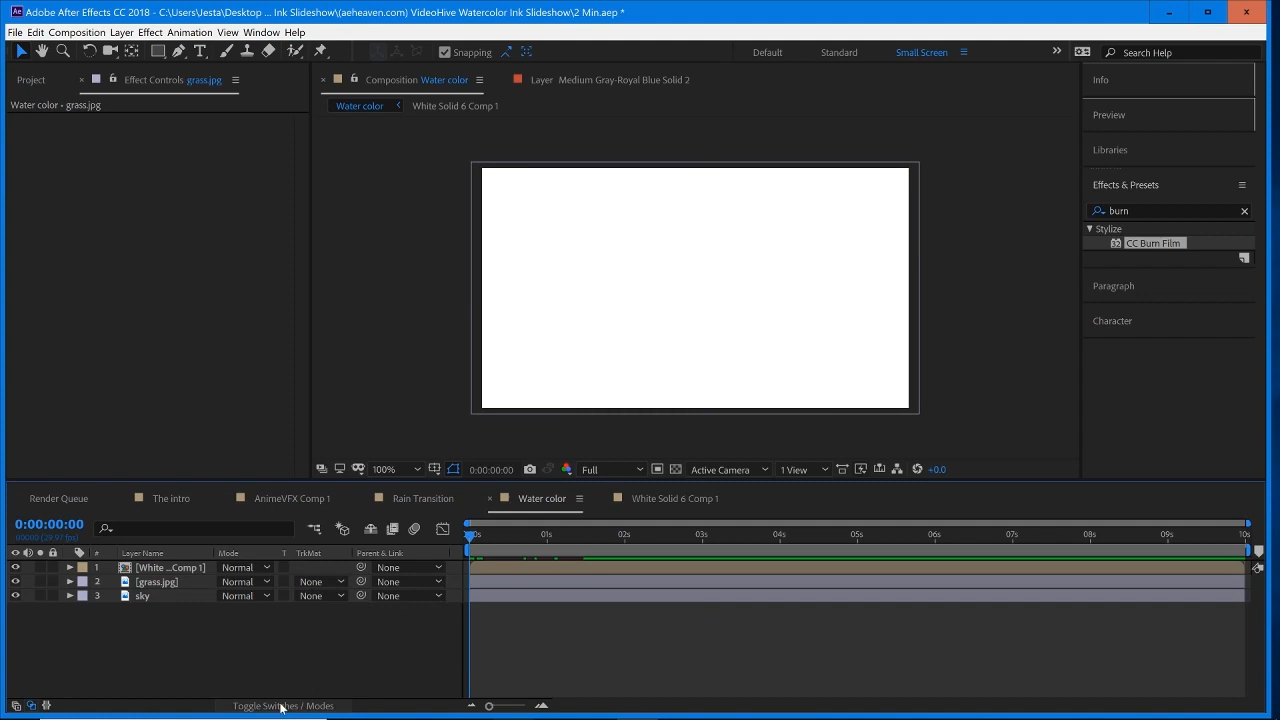 Adobe After Effects CC 2018 - C:\Users\Jesta\Desktop ... Ink Slideshow\(aeheaven.com) VideoHive Watercolor Ink Slideshow\2 Min.aep *
File Edit Composition Layer Effect Animation View Window Help
Snapping Default Standard Small Screen Search Help
Project Effect Controls grass.jpg Composition Water color Layer Medium Gray-Royal Blue Solid 2 Info
Water color • grass.jpg Water color White Solid 6 Comp 1
Preview
Libraries
Effects & Presets
burn
Stylize
CC Burn Film
Paragraph
Character
100% 0:00:00:00 Full Active Camera 1 View +0.0
Render Queue The intro AnimeVFX Comp 1 Rain Transition Water color White Solid 6 Comp 1
0:00:00:00
00000 (29.97 fps)
01s 02s 03s 04s 05s 06s 07s 08s 09s 10s
# Layer Name Mode T TrkMat Parent & Link
1 [White ...Comp 1] Normal None
2 [grass.jpg] Normal None None
3 sky Normal None None
Toggle Switches / Modes